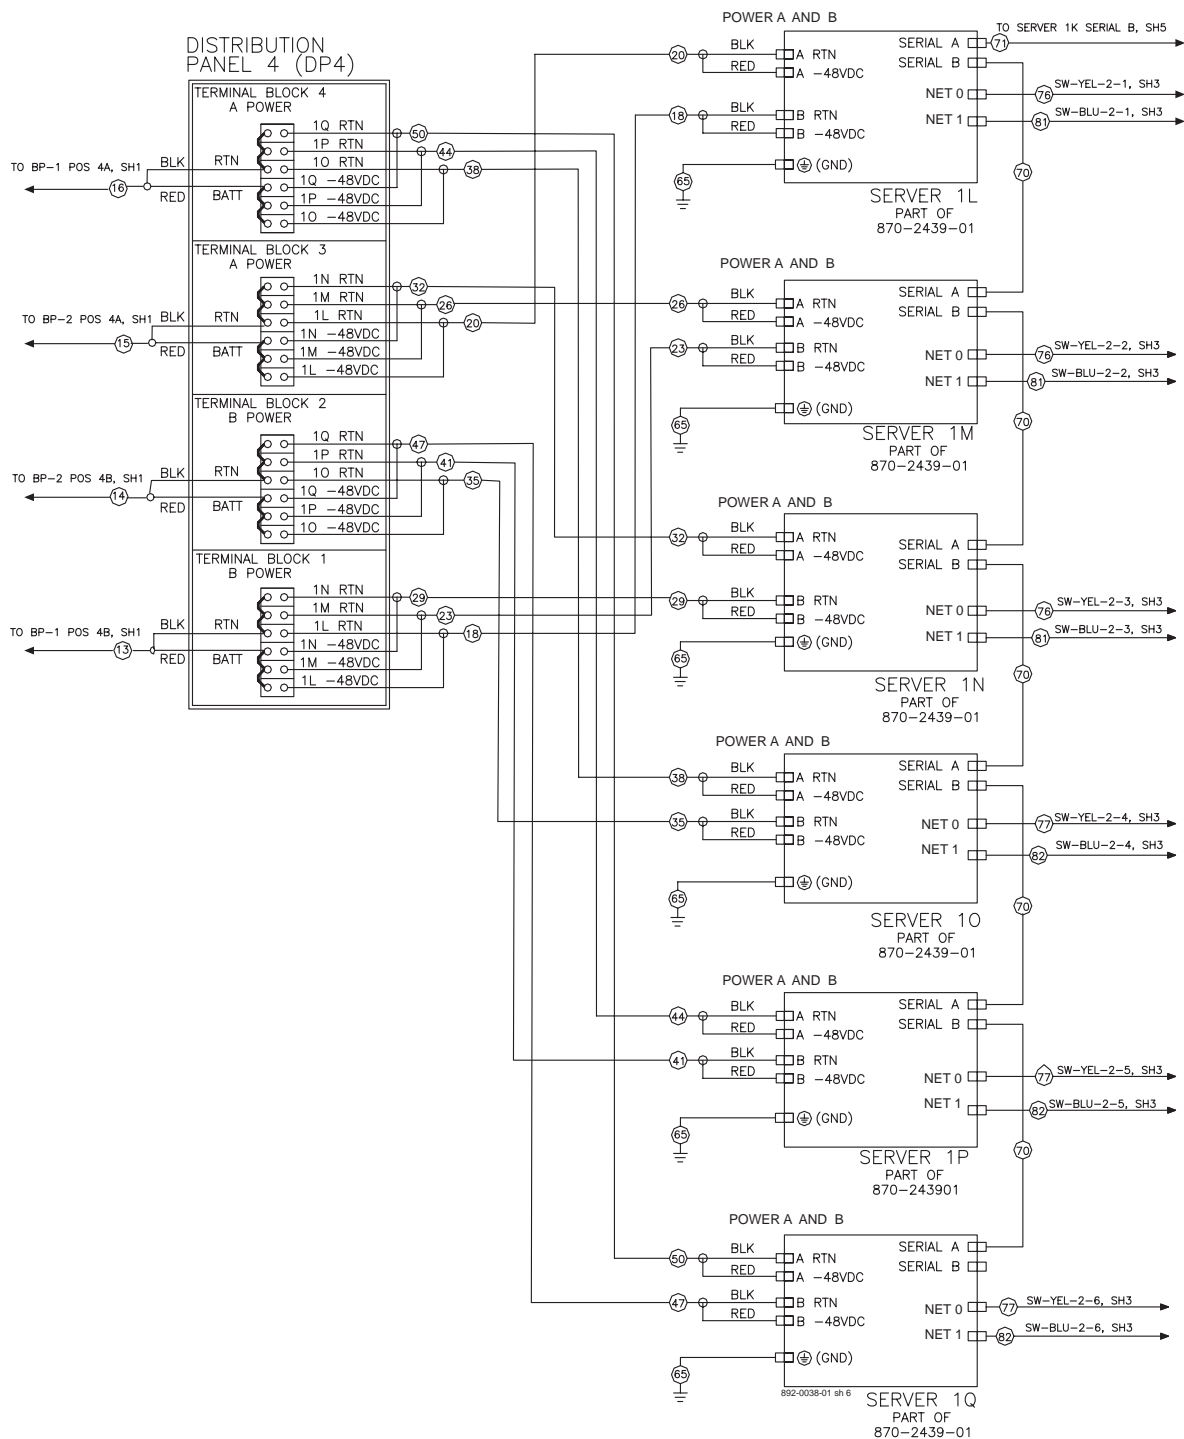 DISTRIBUTION
PANEL 4 (DP4)
TERMINAL BLOCK 4
A POWER
1Q RTN
50
1P RTN
44
1O RTN
38
1Q -48VDC
1P -48VDC
1O -48VDC
TO BP-1 POS 4A, SH1
BLK
RTN
16
RED
BATT
TERMINAL BLOCK 3
A POWER
1N RTN
32
1M RTN
26
1L RTN
20
1N -48VDC
1M -48VDC
1L -48VDC
TO BP-2 POS 4A, SH1
BLK
RTN
15
RED
BATT
TERMINAL BLOCK 2
B POWER
1Q RTN
47
1P RTN
41
1O RTN
35
1Q -48VDC
1P -48VDC
1O -48VDC
TO BP-2 POS 4B, SH1
BLK
RTN
14
RED
BATT
TERMINAL BLOCK 1
B POWER
1N RTN
29
1M RTN
23
1L RTN
18
1N -48VDC
1M -48VDC
1L -48VDC
TO BP-1 POS 4B, SH1
BLK
RTN
13
RED
BATT
POWER A AND B
20
BLK
A RTN
RED
A -48VDC
18
BLK
B RTN
RED
B -48VDC
65
(GND)
SERIAL A
71
TO SERVER 1K SERIAL B, SH5
SERIAL B
NET 0
76
SW-YEL-2-1, SH3
NET 1
81
SW-BLU-2-1, SH3
70
SERVER 1L
PART OF
870-2439-01
POWER A AND B
26
BLK
A RTN
RED
A -48VDC
23
BLK
B RTN
RED
B -48VDC
65
(GND)
SERIAL A
SERIAL B
NET 0
76
SW-YEL-2-2, SH3
NET 1
81
SW-BLU-2-2, SH3
70
SERVER 1M
PART OF
870-2439-01
POWER A AND B
32
BLK
A RTN
RED
A -48VDC
29
BLK
B RTN
RED
B -48VDC
65
(GND)
SERIAL A
SERIAL B
NET 0
76
SW-YEL-2-3, SH3
NET 1
81
SW-BLU-2-3, SH3
70
SERVER 1N
PART OF
870-2439-01
POWER A AND B
38
BLK
A RTN
RED
A -48VDC
35
BLK
B RTN
RED
B -48VDC
65
(GND)
SERIAL A
SERIAL B
NET 0
77
SW-YEL-2-4, SH3
NET 1
82
SW-BLU-2-4, SH3
70
SERVER 1O
PART OF
870-2439-01
POWER A AND B
44
BLK
A RTN
RED
A -48VDC
41
BLK
B RTN
RED
B -48VDC
65
(GND)
SERIAL A
SERIAL B
NET 0
77
SW-YEL-2-5, SH3
NET 1
82
SW-BLU-2-5, SH3
70
SERVER 1P
PART OF
870-243901
POWER A AND B
50
BLK
A RTN
RED
A -48VDC
47
BLK
B RTN
RED
B -48VDC
65
(GND)
SERIAL A
SERIAL B
NET 0
77
SW-YEL-2-6, SH3
NET 1
82
SW-BLU-2-6, SH3
892-0038-01 sh 6
SERVER 1Q
PART OF
870-2439-01